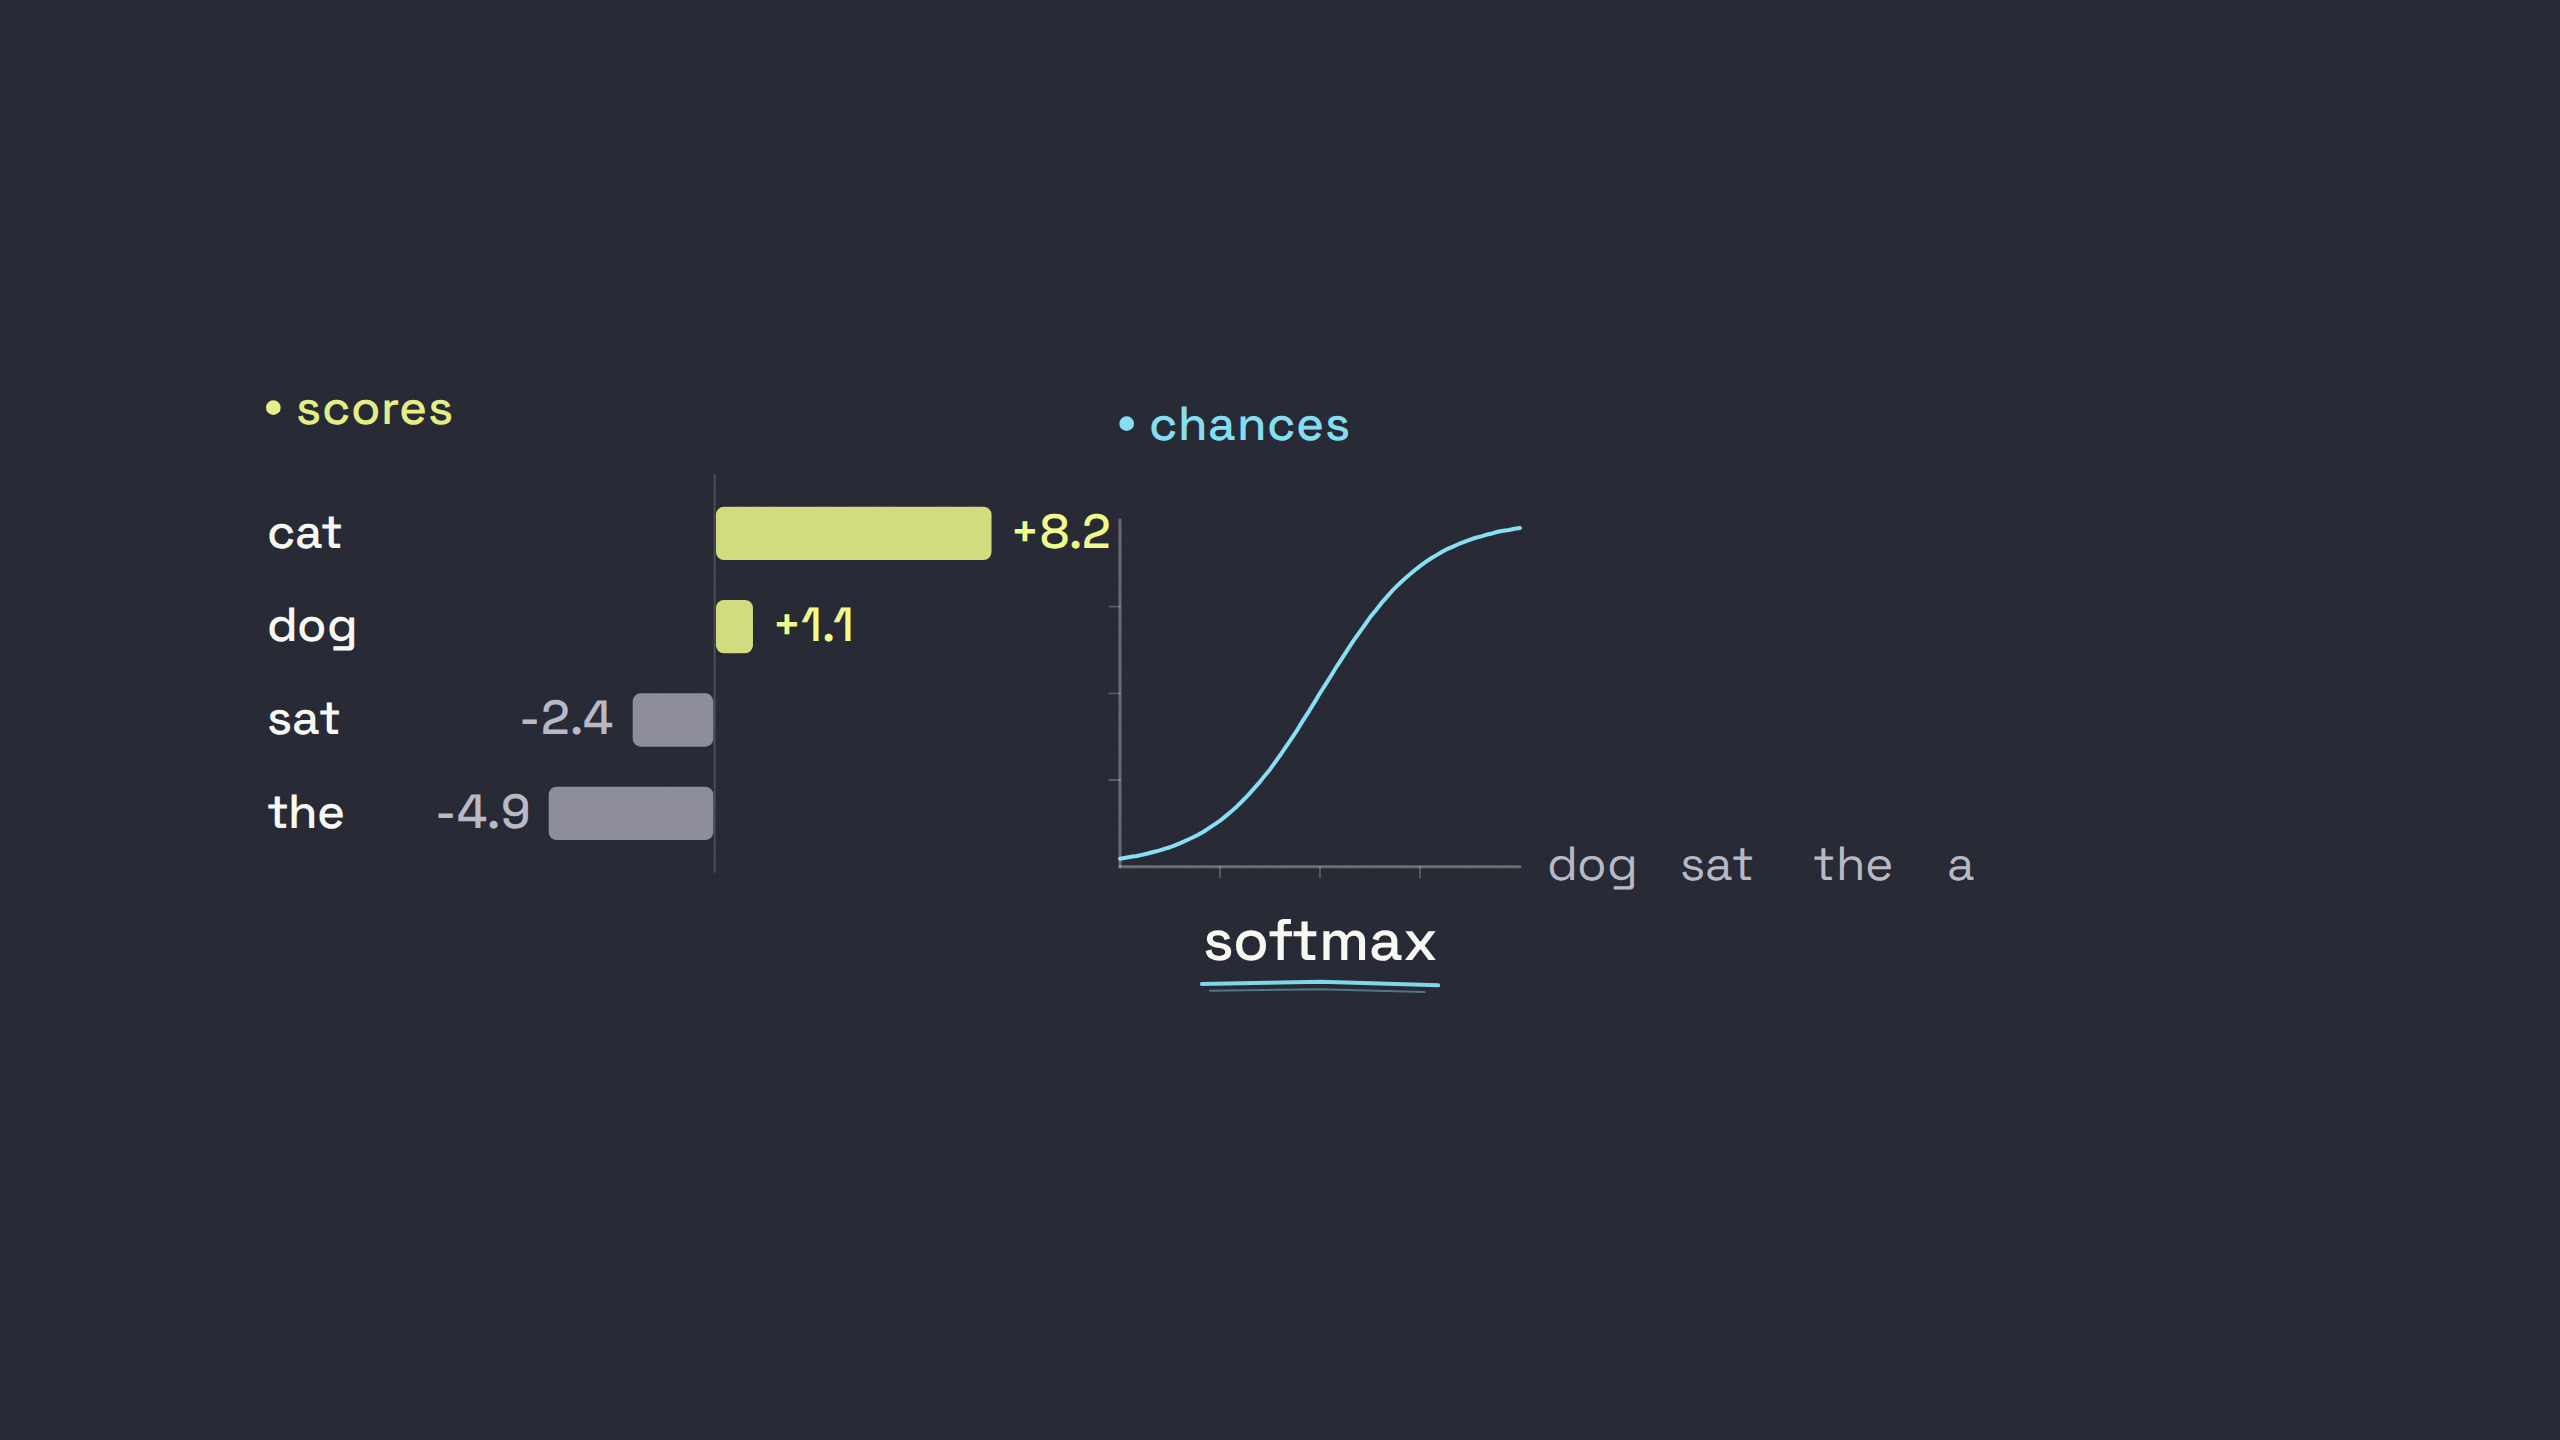 scores
cat +8.2
dog +1.1
sat -2.4
the -4.9
chances
dog sat the a
softmax